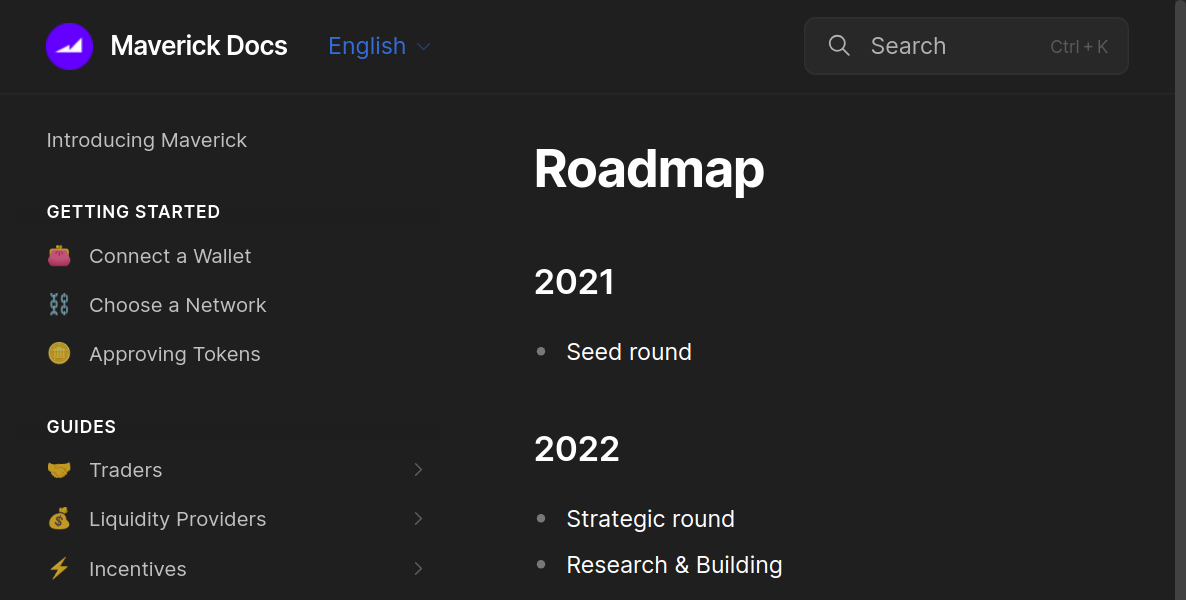 Maverick Docs
English
Search
Ctrl + K
Introducing Maverick
GETTING STARTED
Connect a Wallet
Choose a Network
Approving Tokens
GUIDES
Traders
Liquidity Providers
Incentives
Roadmap
2021
Seed round
2022
Strategic round
Research & Building